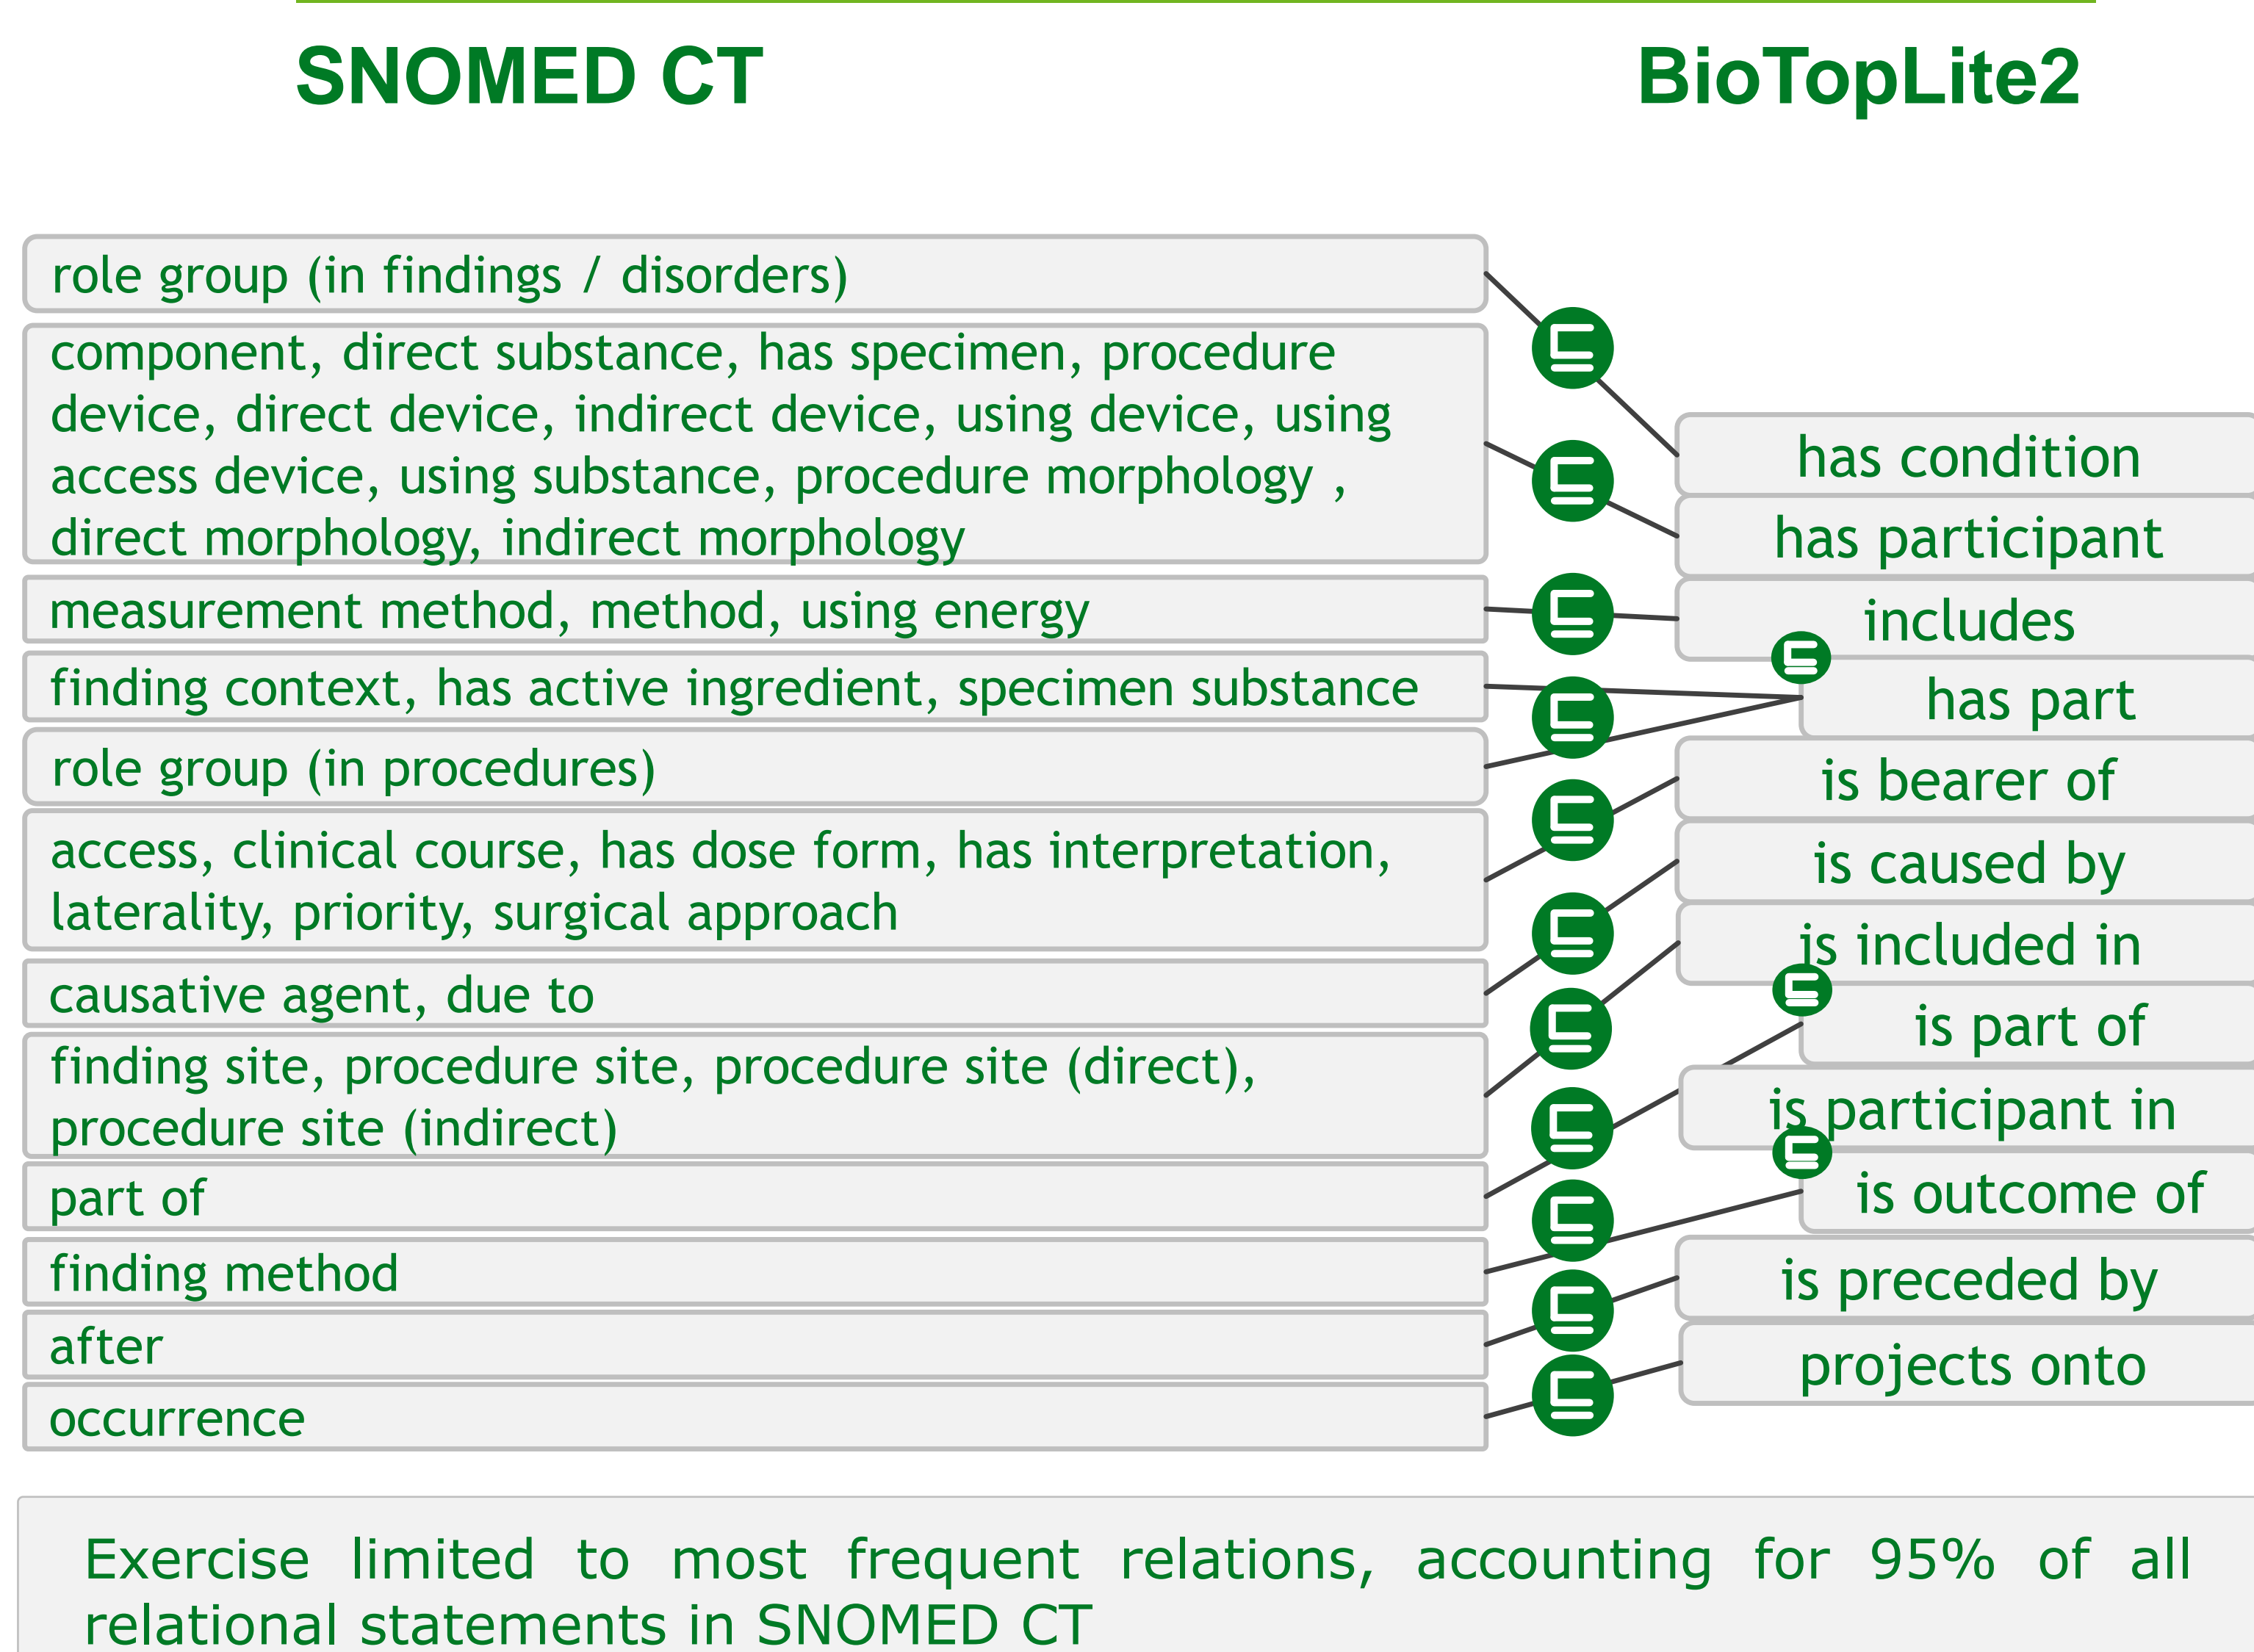 SNOMED CT
BioTopLite2
role group (in findings / disorders)
component, direct substance, has specimen, procedure
device, direct device, indirect device, using device, using
access device, using substance, procedure morphology ,
direct morphology, indirect morphology
measurement method, method, using energy
finding context, has active ingredient, specimen substance
role group (in procedures)
access, clinical course, has dose form, has interpretation,
laterality, priority, surgical approach
causative agent, due to
finding site, procedure site, procedure site (direct),
procedure site (indirect)
part of
finding method
after
occurrence
⊑
⊑
⊑
⊑
⊑
⊑
⊑
⊑
⊑
⊑
⊑
has condition
has participant
includes
⊑
has part
is bearer of
is caused by
is included in
⊑
is part of
is participant in
⊑
is outcome of
is preceded by
projects onto
Exercise limited to most frequent relations, accounting for 95% of all
relational statements in SNOMED CT